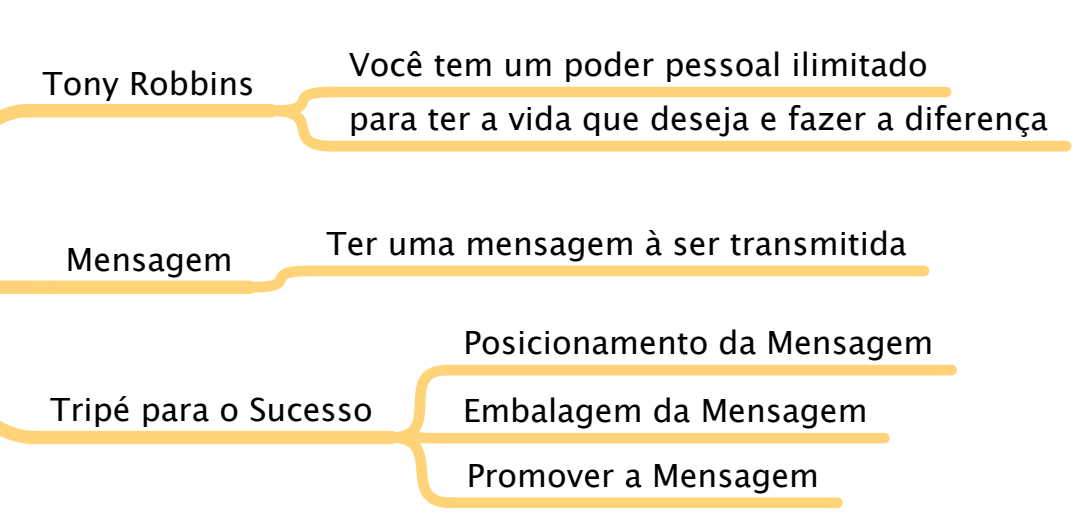 Tony Robbins
Você tem um poder pessoal ilimitado
para ter a vida que deseja e fazer a diferença
Mensagem
Ter uma mensagem à ser transmitida
Tripé para o Sucesso
Posicionamento da Mensagem
Embalagem da Mensagem
Promover a Mensagem